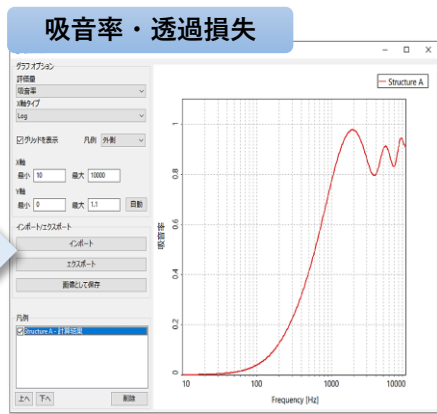 吸音率・透過損失
グラフ オプション
評価量
吸音率
X軸タイプ
Log
グリッドを表示 凡例 外側
X軸
最小 10 最大 10000
Y軸
最小 0 最大 1.1 自動
インポート/エクスポート
インポート
エクスポート
画像として保存
凡例
Structure A - 計算結果
上へ 下へ 削除
Structure A
吸音率
1
0.8
0.6
0.4
0.2
0
10 100 1000 10000
Frequency [Hz]